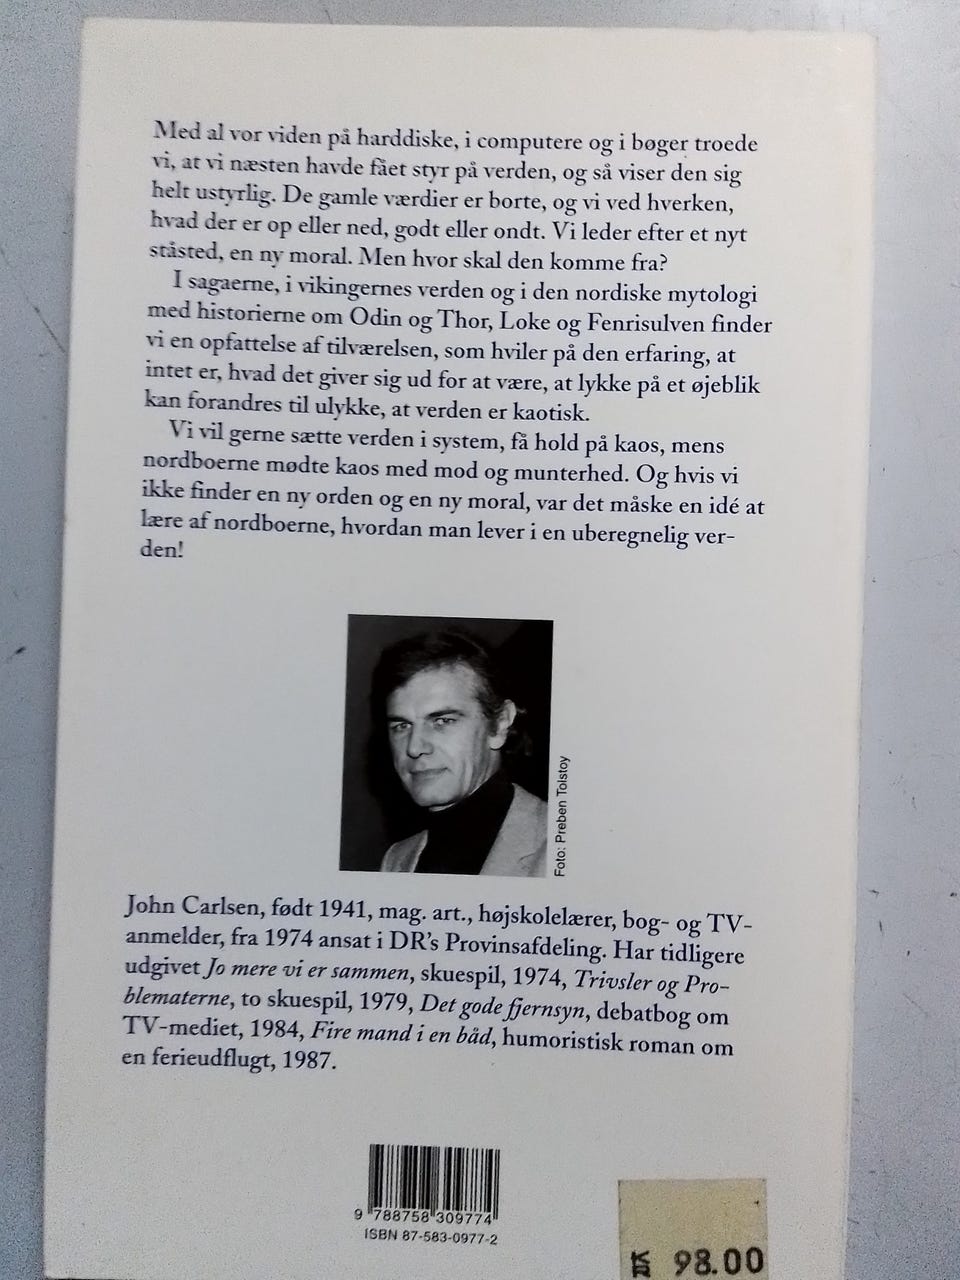 Med al vor viden på harddiske, i computere og i bøger troede
vi, at vi næsten havde fået styr på verden, og så viser den sig
helt ustyrlig. De gamle værdier er borte, og vi ved hverken,
hvad der er op eller ned, godt eller ondt. Vi leder efter et nyt
ståsted, en ny moral. Men hvor skal den komme fra?
I sagaerne, i vikingernes verden og i den nordiske mytologi
med historierne om Odin og Thor, Loke og Fenrisulven finder
vi en opfattelse af tilværelsen, som hviler på den erfaring, at
intet er, hvad det giver sig ud for at være, at lykke på et øjeblik
kan forandres til ulykke, at verden er kaotisk.
Vi vil gerne sætte verden i system, få hold på kaos, mens
nordboerne mødte kaos med mod og munterhed. Og hvis vi
ikke finder en ny orden og en ny moral, var det måske en idé at
lære af nordboerne, hvordan man lever i en uberegnelig ver-
den!
Foto: Preben Tolstoy
John Carlsen, født 1941, mag. art., højskolelærer, bog- og TV-
anmelder, fra 1974 ansat i DR's Provinsafdeling. Har tidligere
udgivet Jo mere vi er sammen, skuespil, 1974, Trivsler og Pro-
blematerne, to skuespil, 1979, Det gode fjernsyn, debatbog om
TV-mediet, 1984, Fire mand i en båd, humoristisk roman om
en ferieudflugt, 1987.
9 788758 309774
ISBN 87-583-0977-2
KR 98.00